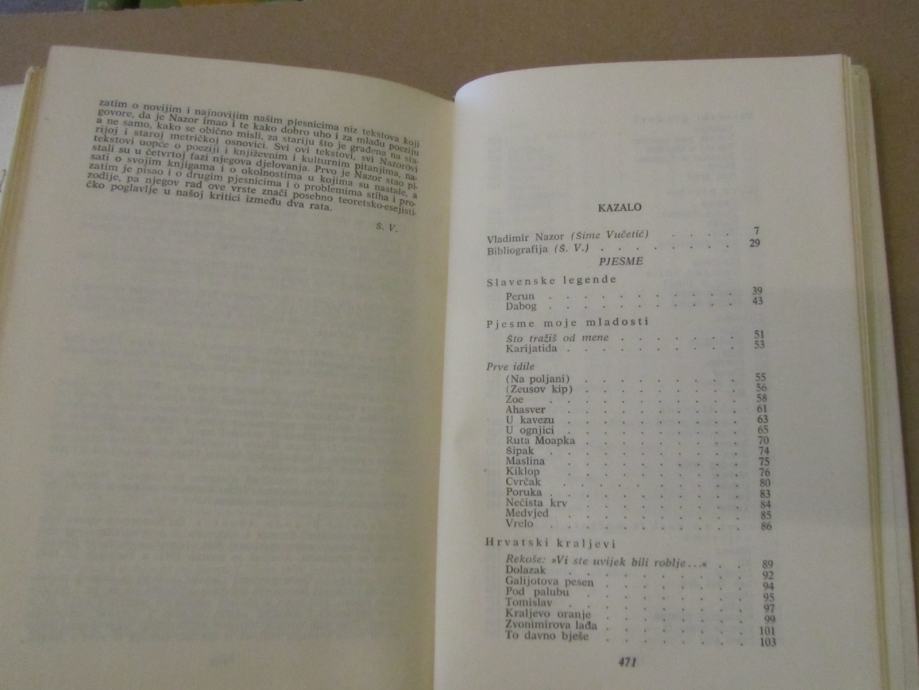 zatim o novijim i najnovijim našim pjesnicima niz tekstova koji
govore, da je Nazor imao i te kako dobro uho i za mlađu poeziju
a ne samo, kako se obično misli, za stariju što je građena na sta-
rijoj i staroj metričkoj osnovici. Svi ovi tekstovi, svi Nazorovi
tekstovi uopće o poeziji i književnim i kulturnim pitanjima, na-
stali su u četvrtoj fazi njegova djelovanja. Prvo je Nazor stao pi-
sati o svojim knjigama i o okolnostima u kojima su nastale, a
zatim je pisao i o drugim pjesnicima i o problemima stiha i pro-
zodije, pa njegov rad ove vrste znači posebno teoretsko-esejisti-
čko poglavlje u našoj kritici između dva rata.
Š. V.
KAZALO
Vladimir Nazor (Šime Vučetić) . . . . 7
Bibliografija (Š. V.) . . . . . . . 29
PJESME
Slavenske legende
Perun . . . . . . . . . . 39
Dabog . . . . . . . . . . 43
Pjesme moje mladosti
Što tražiš od mene . . . . . . 51
Karijatida . . . . . . . . . 53
Prve idile
(Na poljani) . . . . . . . . 55
(Zeusov kip) . . . . . . . . 56
Zoe . . . . . . . . . 58
Ahasver . . . . . . . . . 61
U kavezu . . . . . . . . . 63
U ognjici . . . . . . . . . 65
Ruta Moapka . . . . . . . . 70
Šipak . . . . . . . . . . 74
Maslina . . . . . . . . . 75
Kiklop . . . . . . . . . 76
Cvrčak . . . . . . . . . 80
Poruka . . . . . . . . . . 83
Nečista krv . . . . . . . . 84
Medvjed . . . . . . . . . 85
Vrelo . . . . . . . . . . 86
Hrvatski kraljevi
Rekoše: »Vi ste uvijek bili roblje...« . . 89
Dolazak . . . . . . . . . 92
Galijotova pesen . . . . . . . 94
Pod palubu . . . . . . . . 95
Tomislav . . . . . . . . . 97
Kraljevo oranje . . . . . . . 99
Zvonimirova lađa . . . . . . . 101
To davno bješe . . . . . . . 103
471